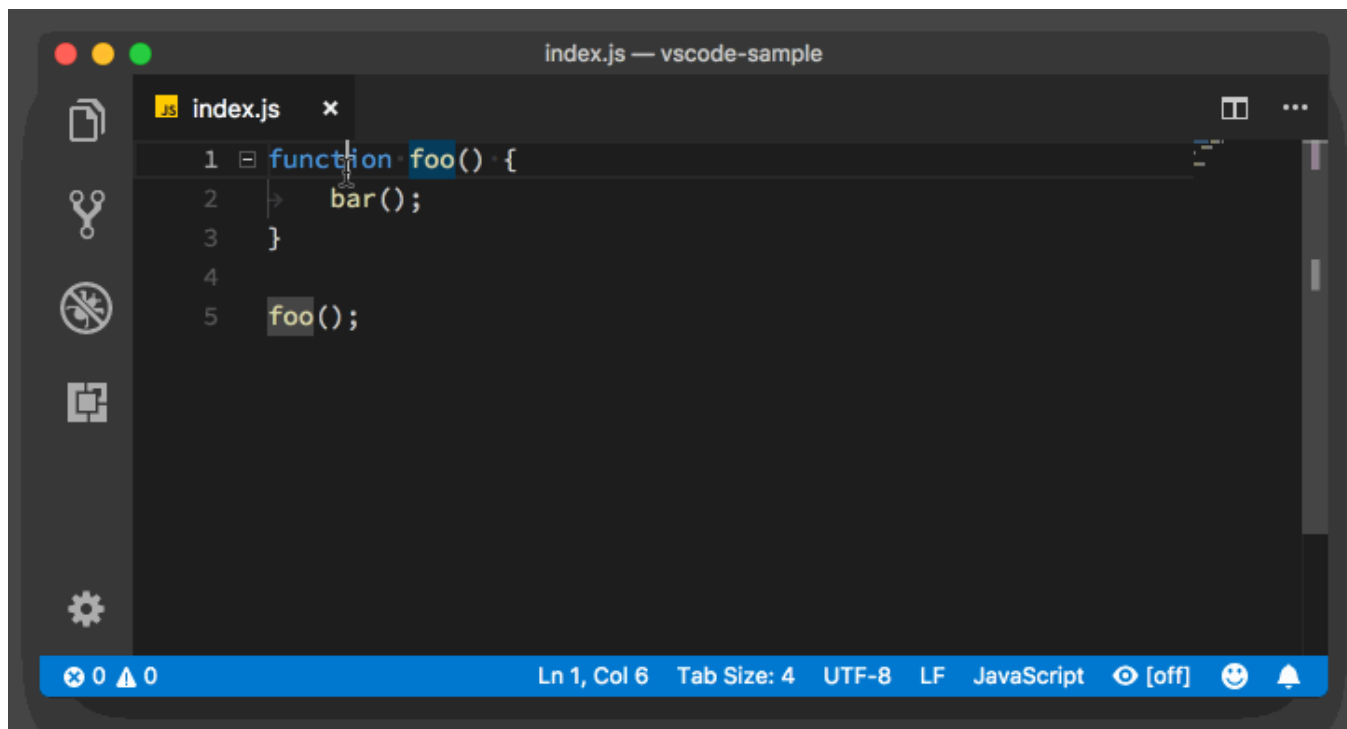 index.js — vscode-sample
JS index.js ×
1 function foo() {
2 bar();
3 }
4
5 foo();
0 0 Ln 1, Col 6 Tab Size: 4 UTF-8 LF JavaScript [off]